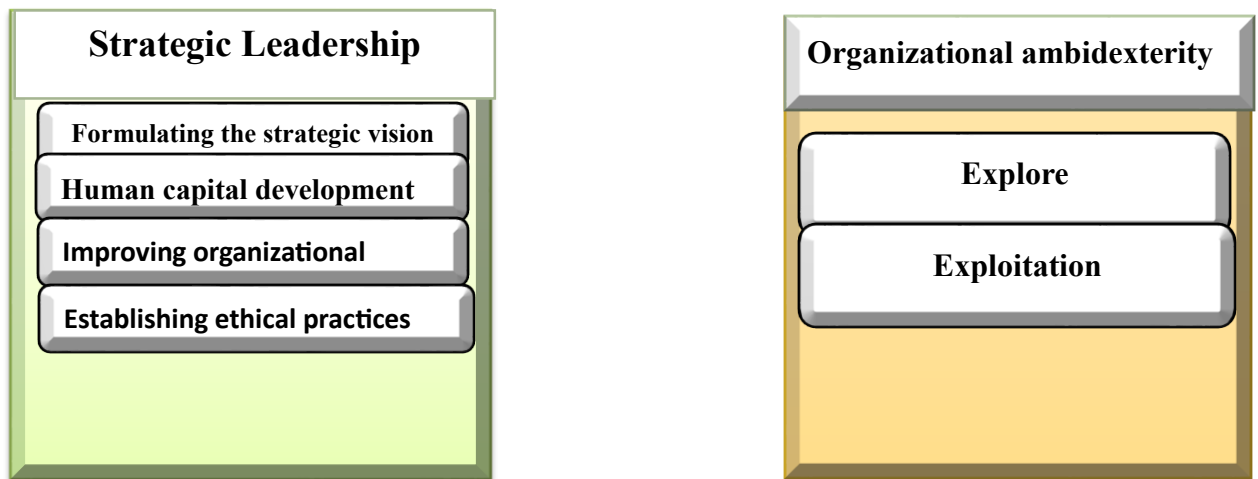 Strategic Leadership
Formulating the strategic vision
Human capital development
Improving organizational
Establishing ethical practices
Organizational ambidexterity
Explore
Exploitation